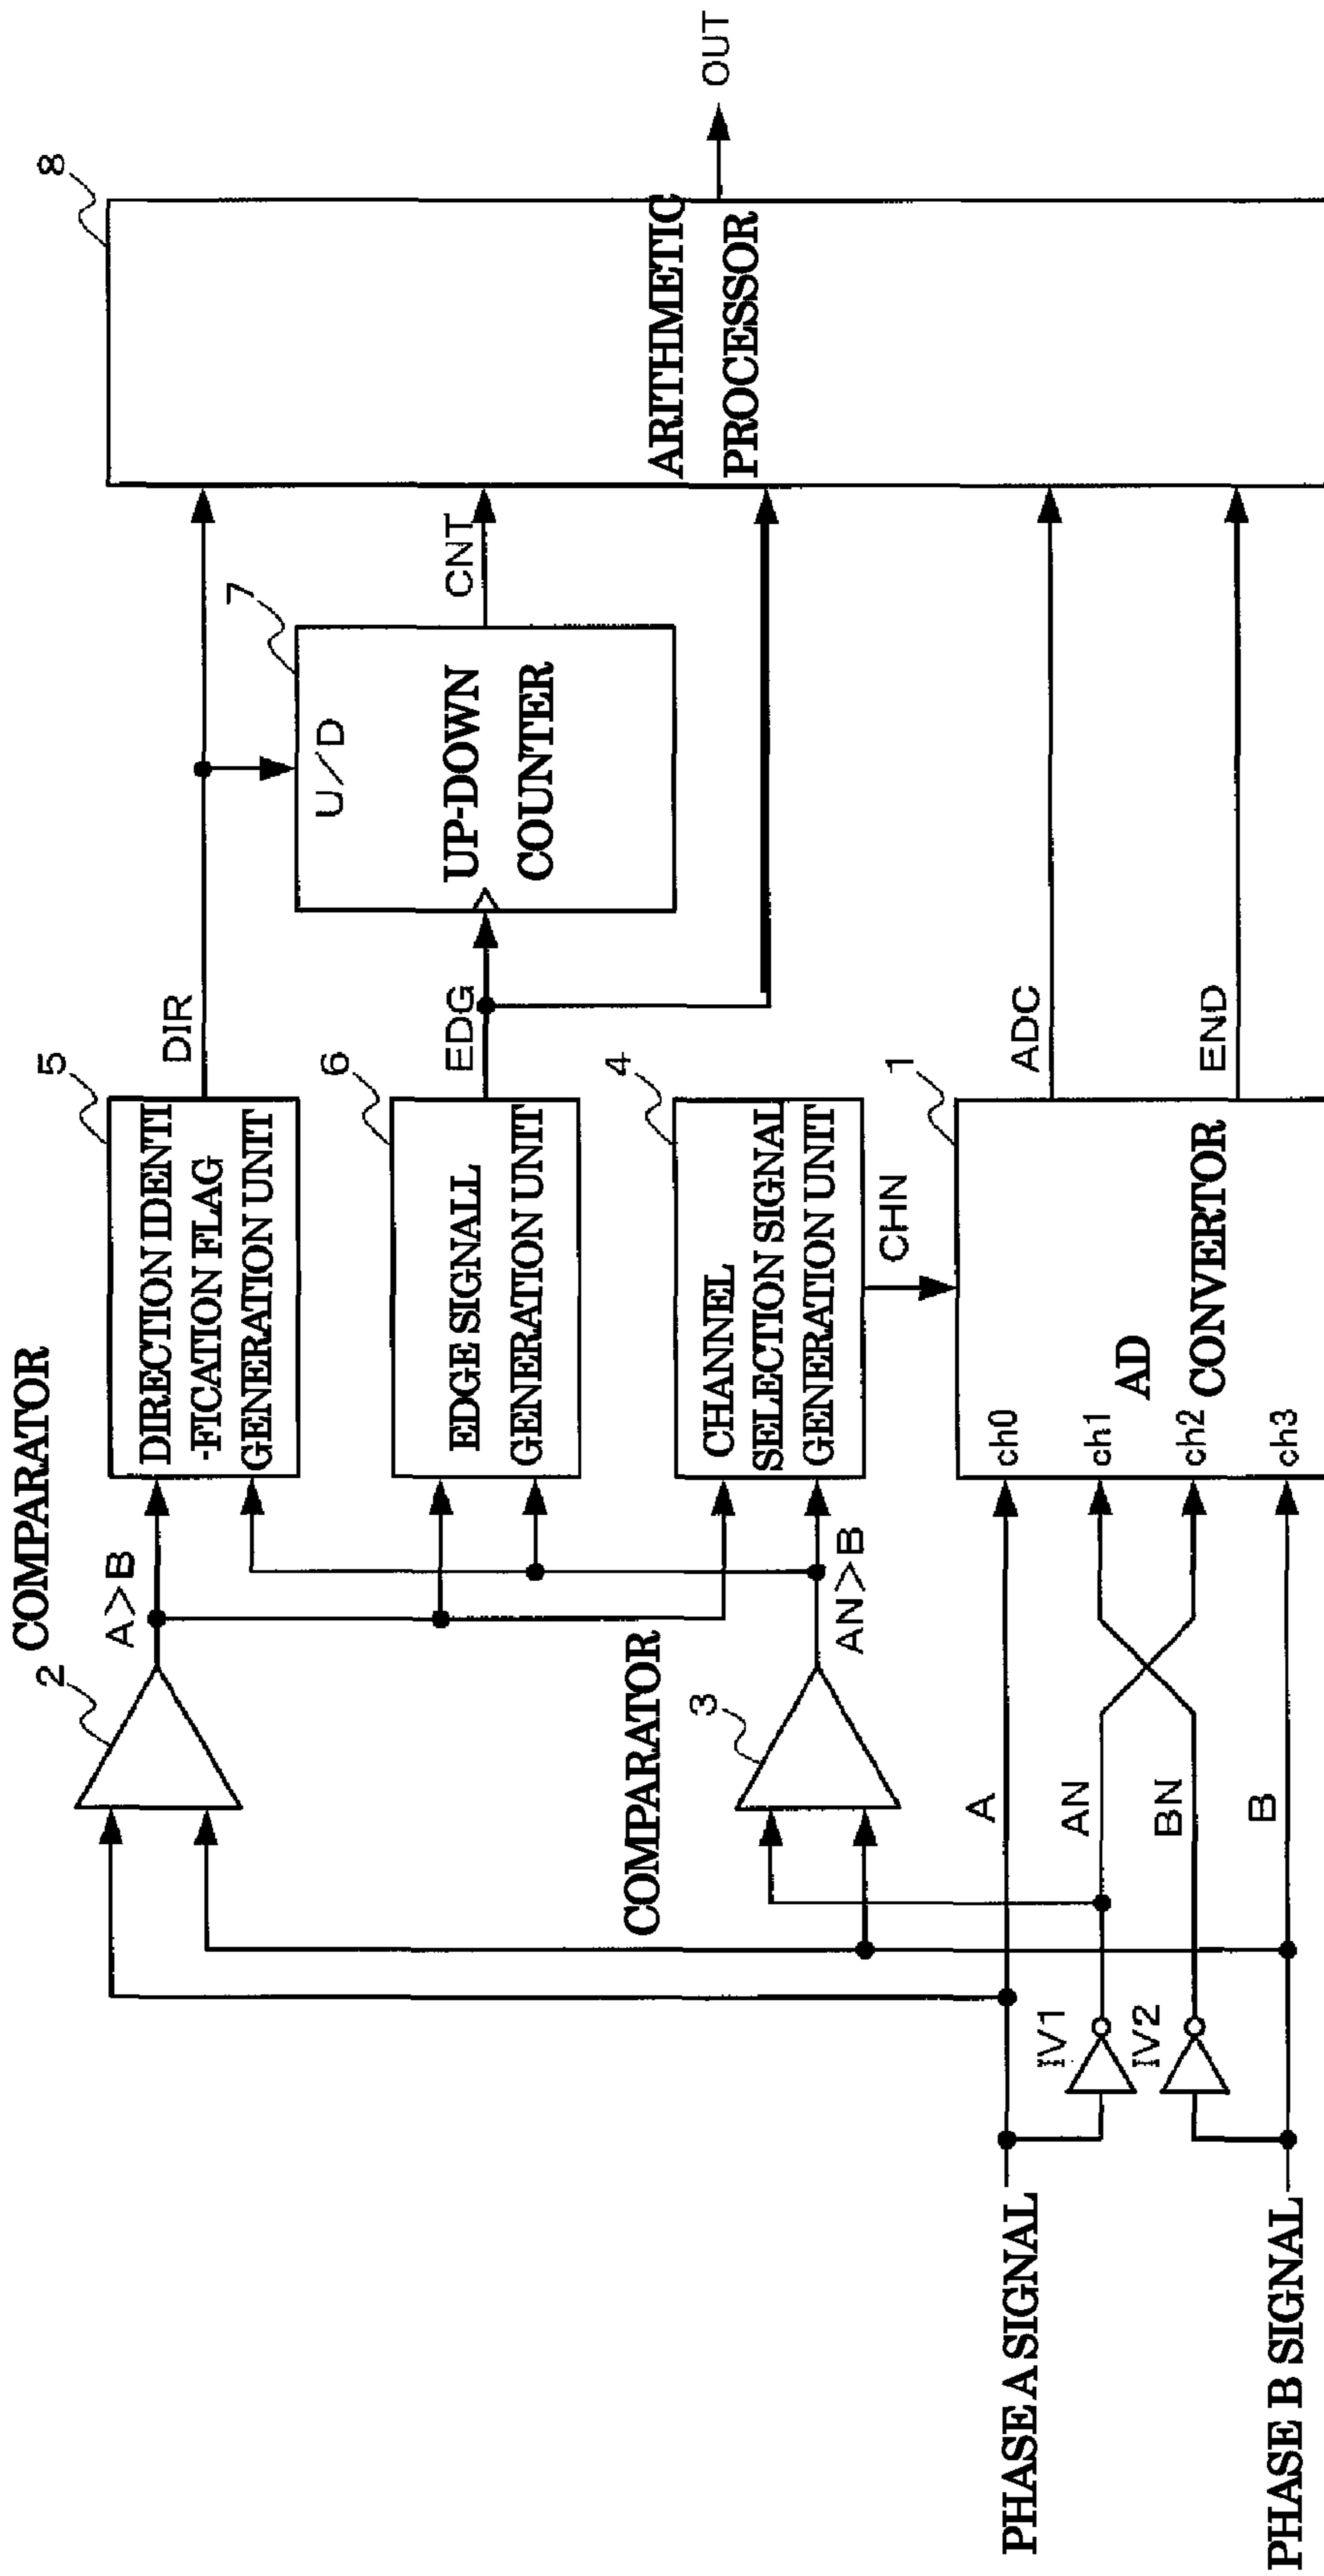 COMPARATOR
2
A>B
5
DIRECTION IDENTI
-FICATION FLAG
GENERATION UNIT
DIR
8
ARITHMETIC
PROCESSOR
OUT
6
EDGE SIGNALL
GENERATION UNIT
EDG
7
U/D
UP-DOWN
COUNTER
CNT
COMPARATOR
3
AN>B
4
CHANNEL
SELECTION SIGNAL
GENERATION UNIT
CHN
PHASE A SIGNAL
A
IV1
AN
IV2
BN
PHASE B SIGNAL
B
1
ch0
ch1
ch2
ch3
AD
CONVERTOR
ADC
END